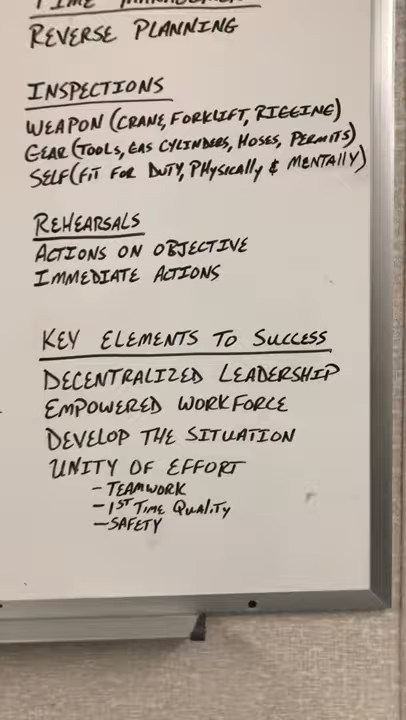 TIME MANAGEMENT
REVERSE PLANNING
INSPECTIONS
WEAPON (CRANE, FORKLIFT, RIGGING)
GEAR (TOOLS, GAS CYLINDERS, HOSES, PERMITS)
SELF (FIT FOR DUTY, PHYSICALLY & MENTALLY)
REHEARSALS
ACTIONS ON OBJECTIVE
IMMEDIATE ACTIONS
KEY ELEMENTS TO SUCCESS
DECENTRALIZED LEADERSHIP
EMPOWERED WORKFORCE
DEVELOP THE SITUATION
UNITY OF EFFORT
- TEAMWORK
- 1ST TIME QUALITY
- SAFETY